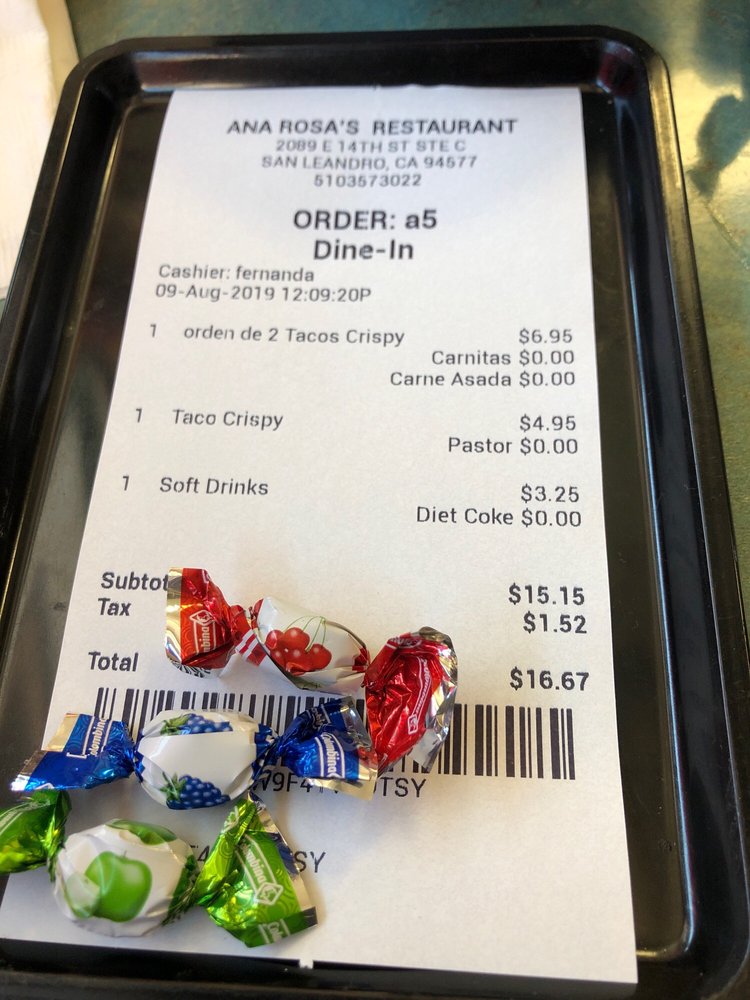 ANA ROSA'S RESTAURANT
2089 E 14TH ST STE C
SAN LEANDRO, CA 94577
5103573022
ORDER: a5
Dine-In
Cashier: fernanda
09-Aug-2019 12:09:20P
1 orden de 2 Tacos Crispy $6.95
Carnitas $0.00
Carne Asada $0.00
1 Taco Crispy $4.95
Pastor $0.00
1 Soft Drinks $3.25
Diet Coke $0.00
Subtot $15.15
Tax $1.52
Total $16.67